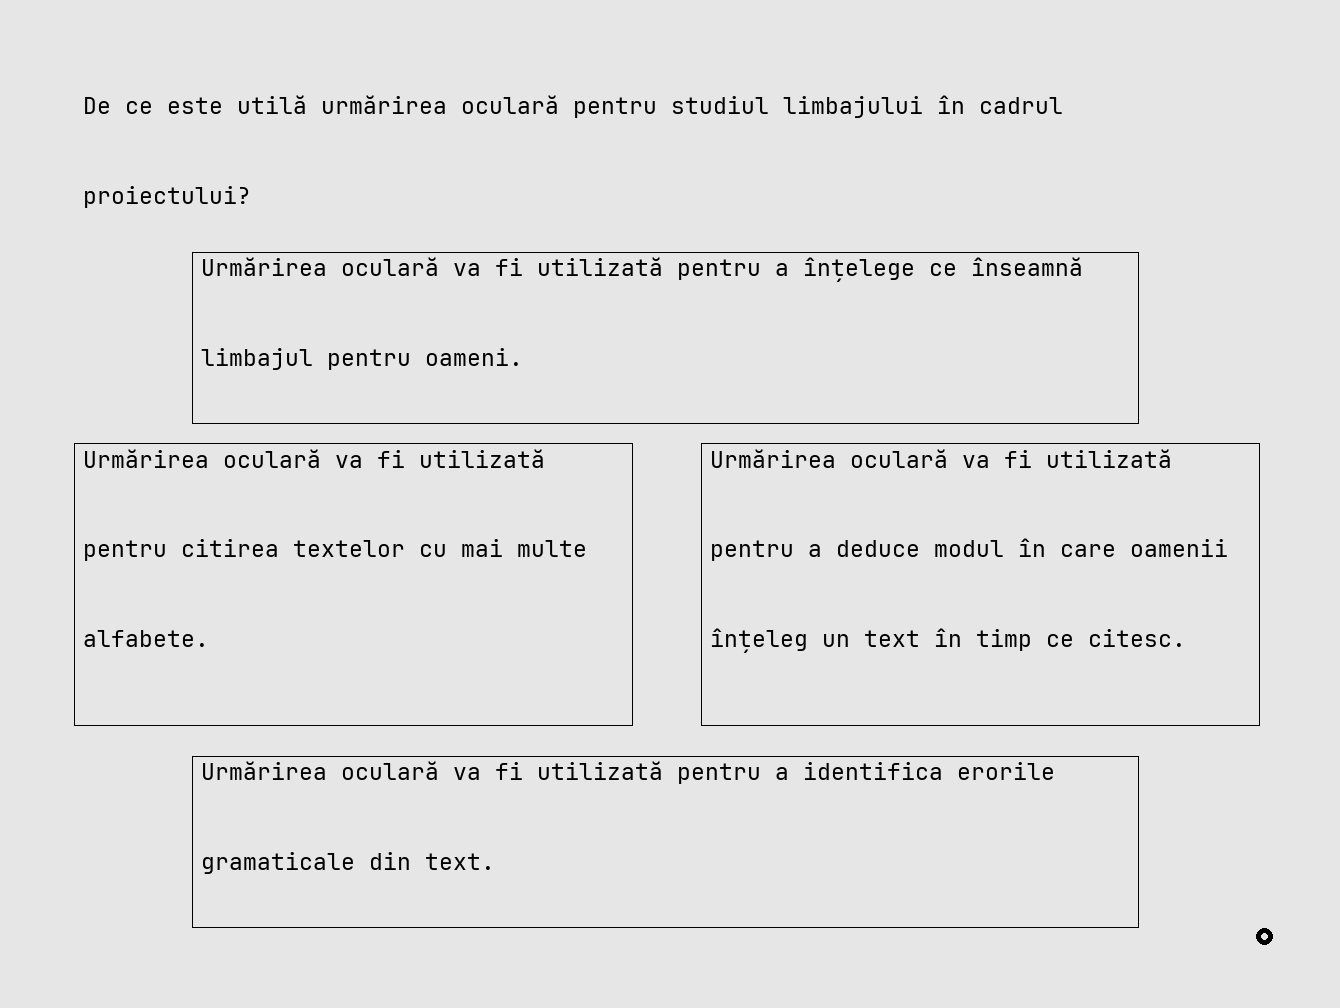 De ce este utilă urmărirea oculară pentru studiul limbajului în cadrul
proiectului?
Urmărirea oculară va fi utilizată pentru a înțelege ce înseamnă
limbajul pentru oameni.
Urmărirea oculară va fi utilizată
pentru citirea textelor cu mai multe
alfabete.
Urmărirea oculară va fi utilizată
pentru a deduce modul în care oamenii
înțeleg un text în timp ce citesc.
Urmărirea oculară va fi utilizată pentru a identifica erorile
gramaticale din text.